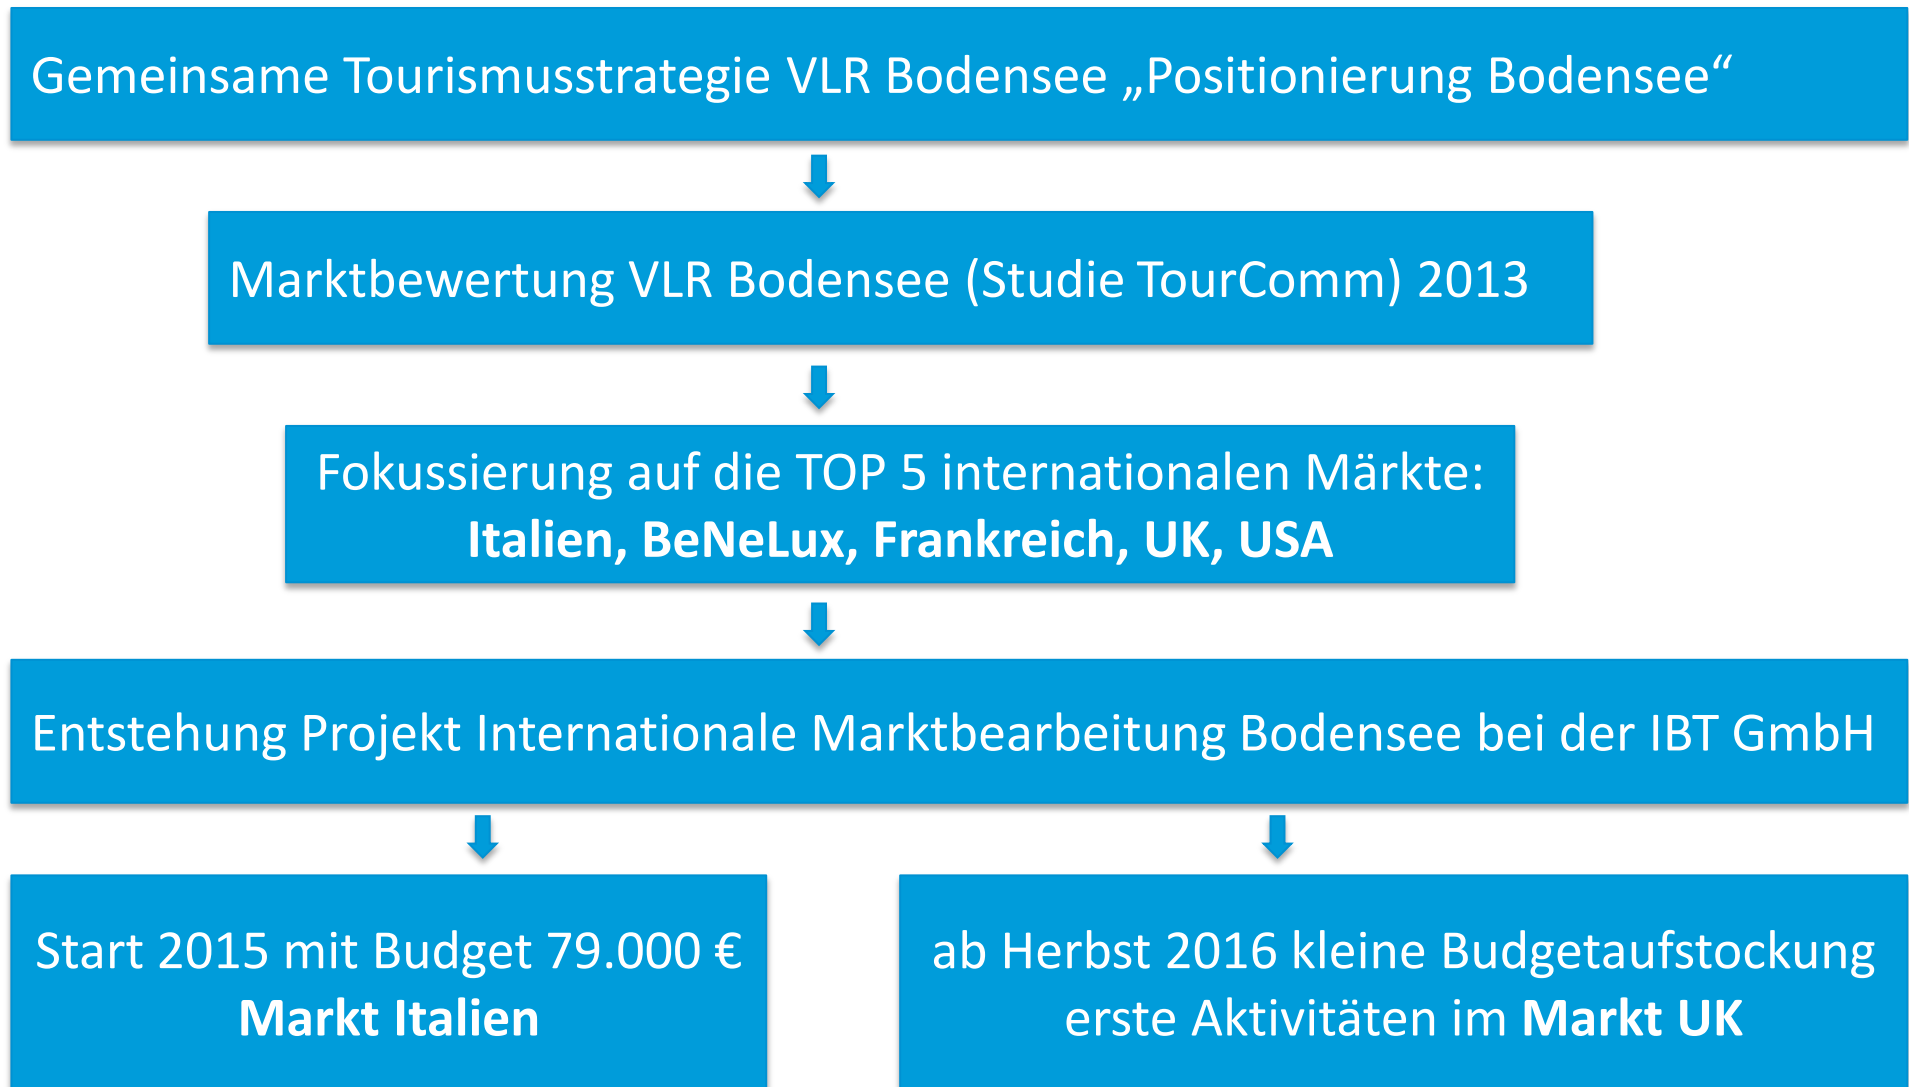 Gemeinsame Tourismusstrategie VLR Bodensee „Positionierung Bodensee“
Marktbewertung VLR Bodensee (Studie TourComm) 2013
Fokussierung auf die TOP 5 internationalen Märkte:
Italien, BeNeLux, Frankreich, UK, USA
Entstehung Projekt Internationale Marktbearbeitung Bodensee bei der IBT GmbH
Start 2015 mit Budget 79.000 €
Markt Italien
ab Herbst 2016 kleine Budgetaufstockung
erste Aktivitäten im Markt UK